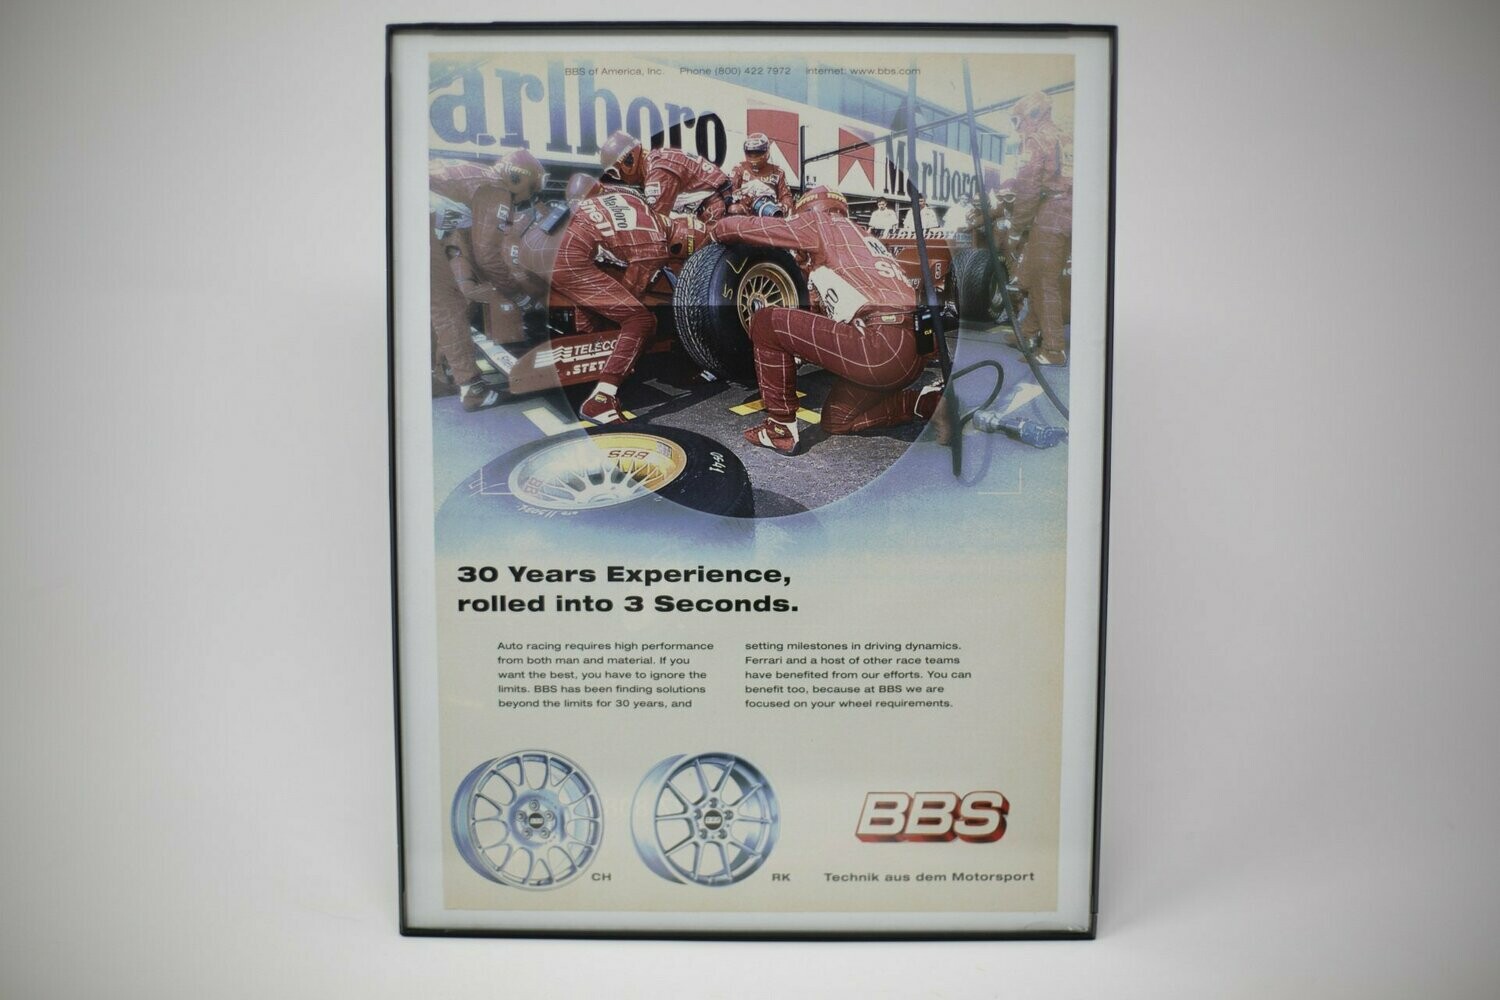 BBS of America, Inc. Phone (800) 422 7972 Internet: www.bbs.com
arlboro
Marlboro
Marlboro
TELECO
STET
BBS
30 Years Experience,
rolled into 3 Seconds.
Auto racing requires high performance
from both man and material. If you
want the best, you have to ignore the
limits. BBS has been finding solutions
beyond the limits for 30 years, and
setting milestones in driving dynamics.
Ferrari and a host of other race teams
have benefited from our efforts. You can
benefit too, because at BBS we are
focused on your wheel requirements.
CH
RK
BBS
Technik aus dem Motorsport